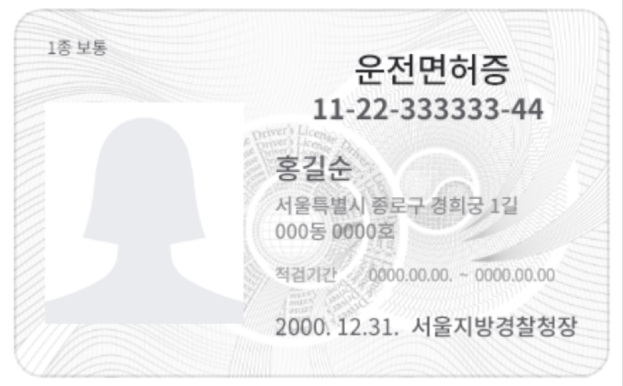 1종 보통
운전면허증
11-22-333333-44
Driver's License
Driver's License
홍길순
서울특별시 종로구 경희궁 1길
000동 0000호
적검기간 0000.00.00. ~ 0000.00.00
2000. 12.31. 서울지방경찰청장